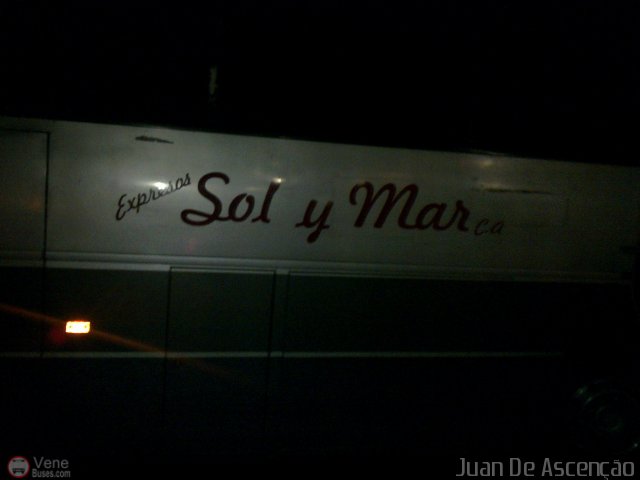 Expresos
Sol y Mar c.a
Vene
Buses.com
Juan De Ascenção